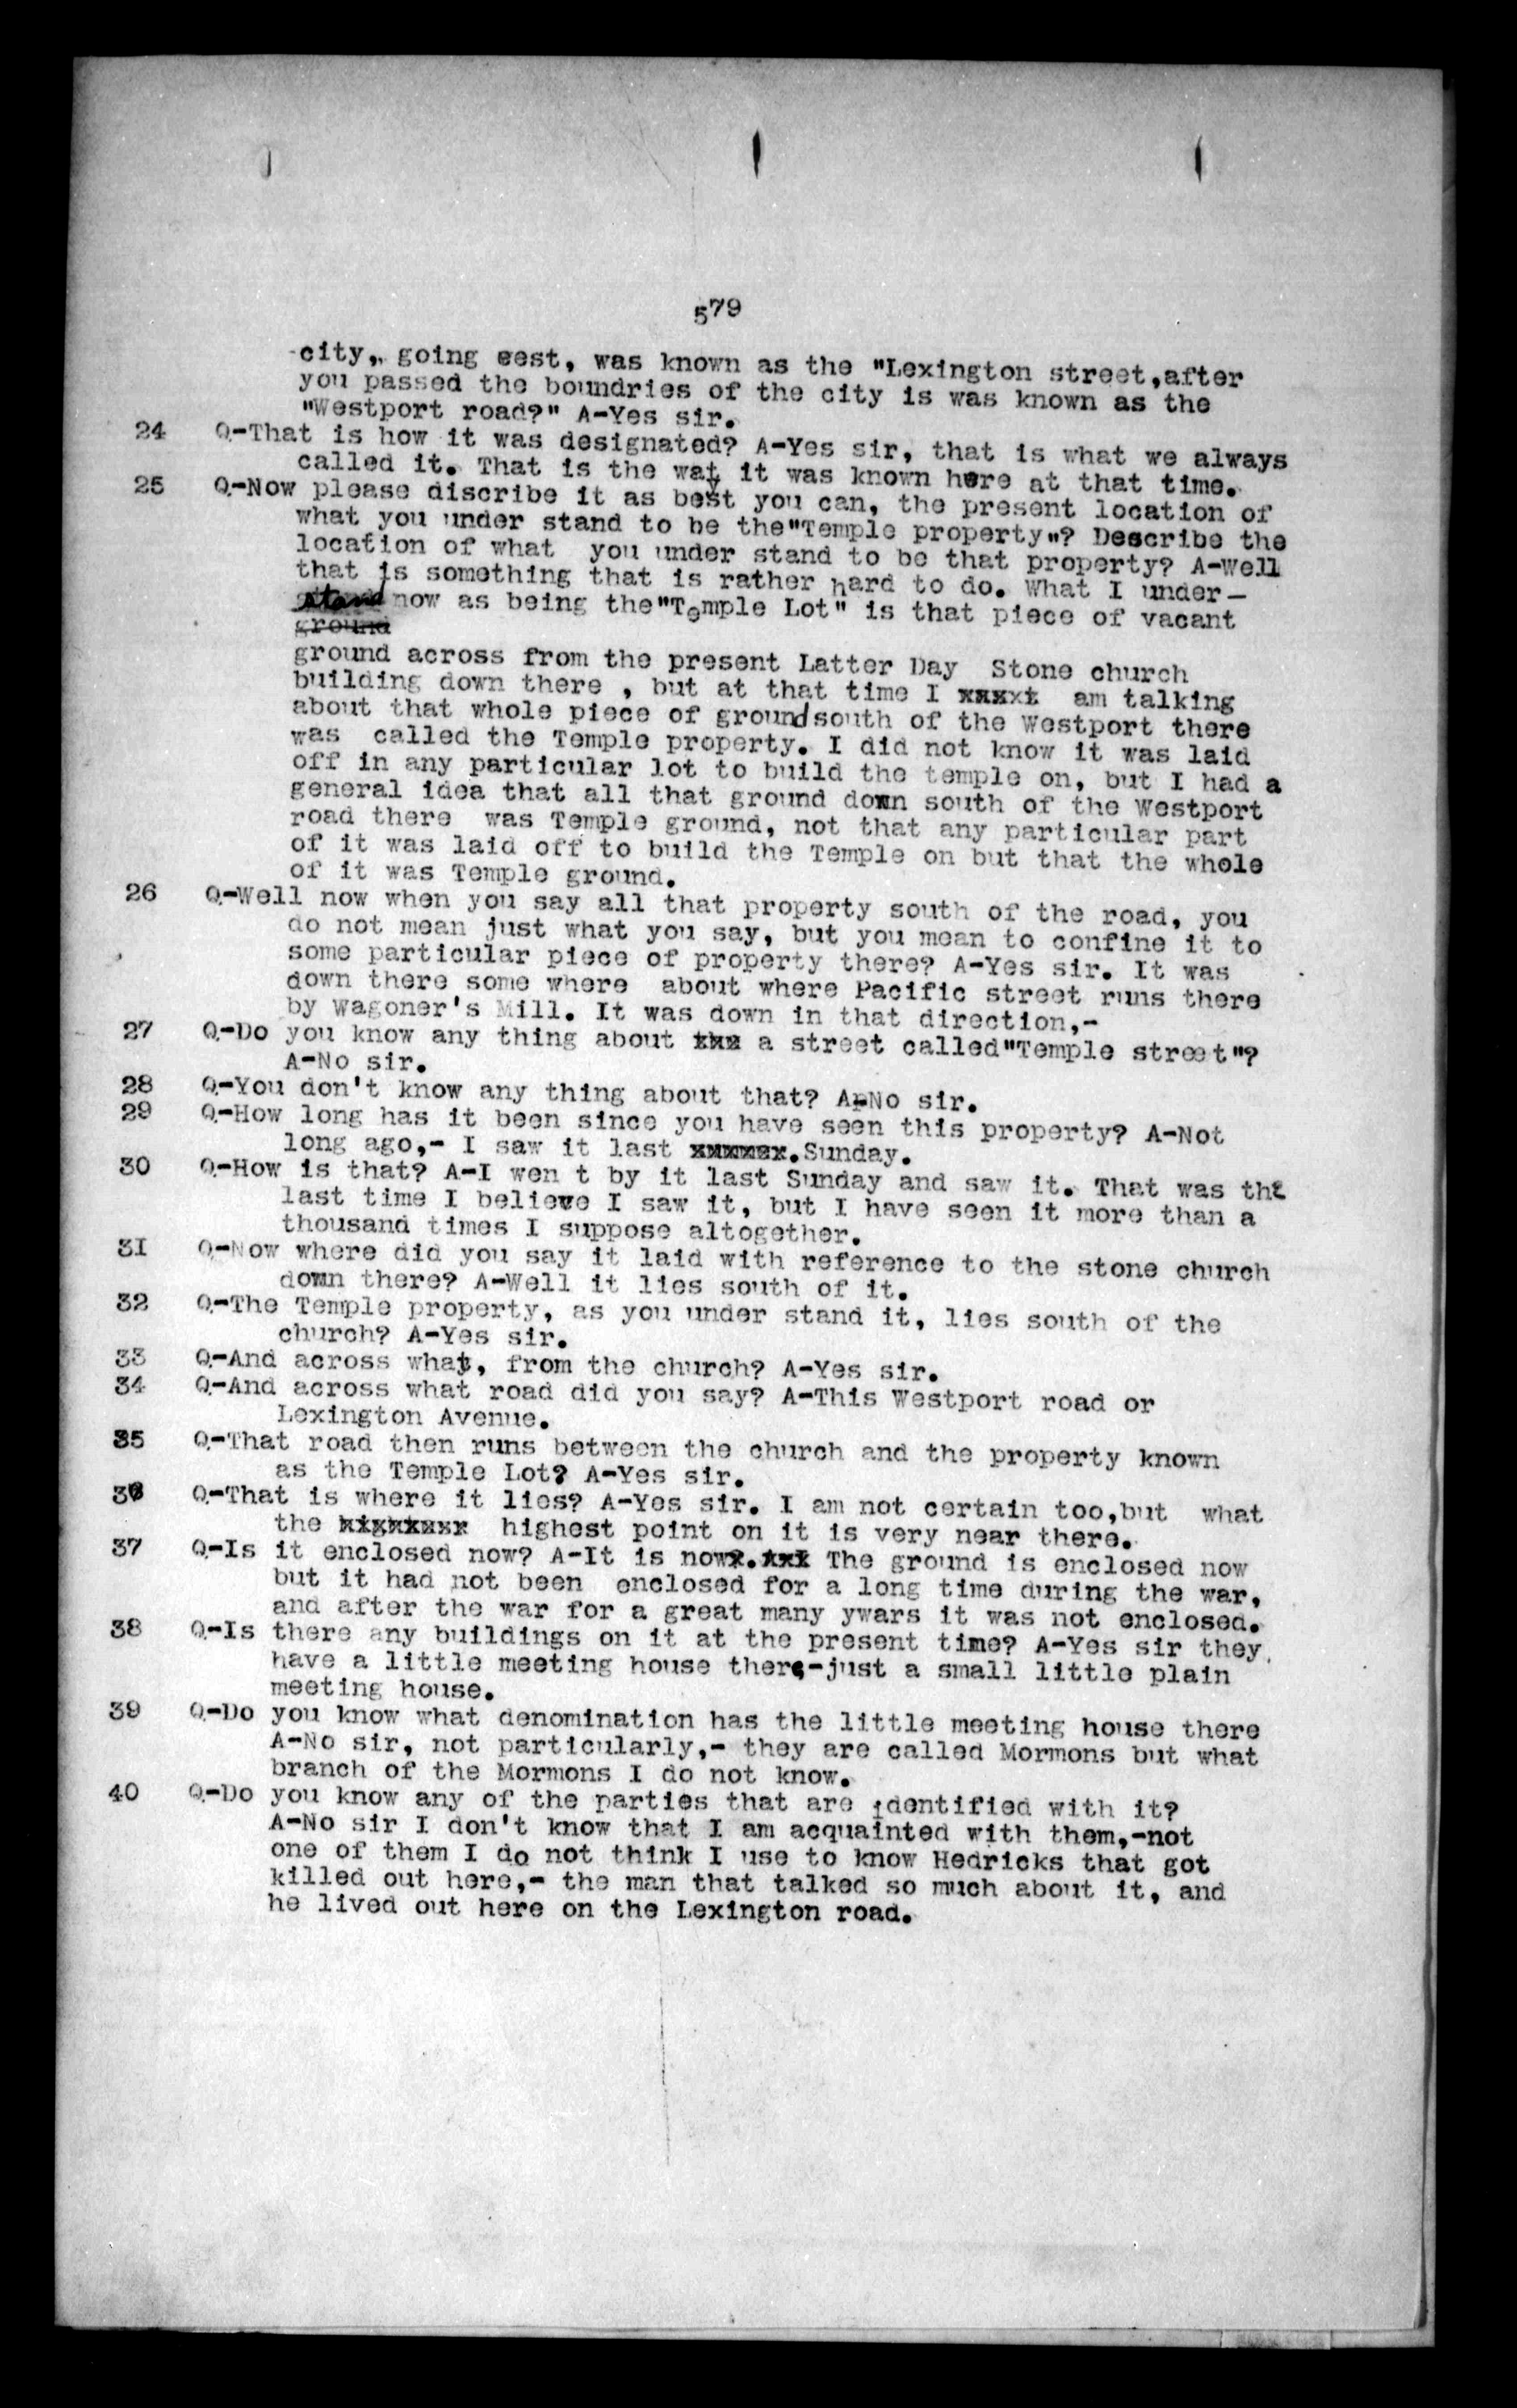 579
city,, going west, was known as the "Lexington street,after
you passed the boundries of the city is was known as the
"Westport road?" A-Yes sir.
24 Q-That is how it was designated? A-Yes sir, that is what we always
called it. That is the way it was known here at that time.
25 Q-Now please discribe it as best you can, the present location of
what you under stand to be the"Temple property"? Describe the
location of what you under stand to be that property? A-Well
that is something that is rather hard to do. What I under-
stand now as being the"Temple Lot" is that piece of vacant
ground
ground across from the present Latter Day Stone church
building down there , but at that time I am talking
about that whole piece of ground south of the Westport there
was called the Temple property. I did not know it was laid
off in any particular lot to build the temple on, but I had a
general idea that all that ground down south of the Westport
road there was Temple ground, not that any particular part
of it was laid off to build the Temple on but that the whole
of it was Temple ground.
26 Q-Well now when you say all that property south of the road, you
do not mean just what you say, but you mean to confine it to
some particular piece of property there? A-Yes sir. It was
down there some where about where Pacific street runs there
by Wagoner's Mill. It was down in that direction,-
27 Q-Do you know any thing about a street called"Temple street"?
A-No sir.
28 Q-You don't know any thing about that? A-No sir.
29 Q-How long has it been since you have seen this property? A-Not
long ago,- I saw it last Sunday.
30 Q-How is that? A-I wen t by it last Sunday and saw it. That was the
last time I believe I saw it, but I have seen it more than a
thousand times I suppose altogether.
31 Q-Now where did you say it laid with reference to the stone church
down there? A-Well it lies south of it.
32 Q-The Temple property, as you under stand it, lies south of the
church? A-Yes sir.
33 Q-And across what, from the church? A-Yes sir.
34 Q-And across what road did you say? A-This Westport road or
Lexington Avenue.
35 Q-That road then runs between the church and the property known
as the Temple Lot? A-Yes sir.
36 Q-That is where it lies? A-Yes sir. I am not certain too,but what
the highest point on it is very near there.
37 Q-Is it enclosed now? A-It is now. The ground is enclosed now
but it had not been enclosed for a long time during the war,
and after the war for a great many ywars it was not enclosed.
38 Q-Is there any buildings on it at the present time? A-Yes sir they
have a little meeting house there-just a small little plain
meeting house.
39 Q-Do you know what denomination has the little meeting house there
A-No sir, not particularly,- they are called Mormons but what
branch of the Mormons I do not know.
40 Q-Do you know any of the parties that are identified with it?
A-No sir I don't know that I am acquainted with them,-not
one of them I do not think I use to know Hedricks that got
killed out here,- the man that talked so much about it, and
he lived out here on the Lexington road.